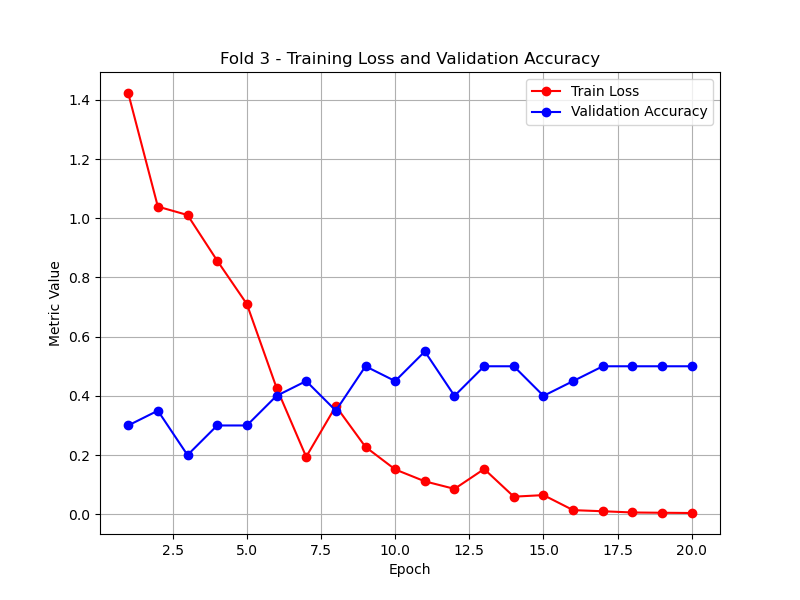 Fold 3 - Training Loss and Validation Accuracy
Train Loss
Validation Accuracy
Metric Value
1.4
1.2
1.0
0.8
0.6
0.4
0.2
0.0
2.5 5.0 7.5 10.0 12.5 15.0 17.5 20.0
Epoch